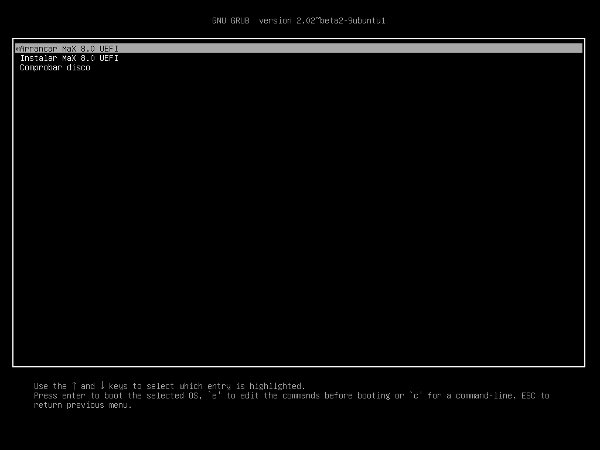 GNU GRUB  version 2.02~beta2-9ubuntu1
*Arrancar MaX 8.0 UEFI
Instalar MaX 8.0 UEFI
Comprobar disco
Use the ↑ and ↓ keys to select which entry is highlighted.
Press enter to boot the selected OS, `e' to edit the commands before booting or `c' for a command-line. ESC to
return previous menu.